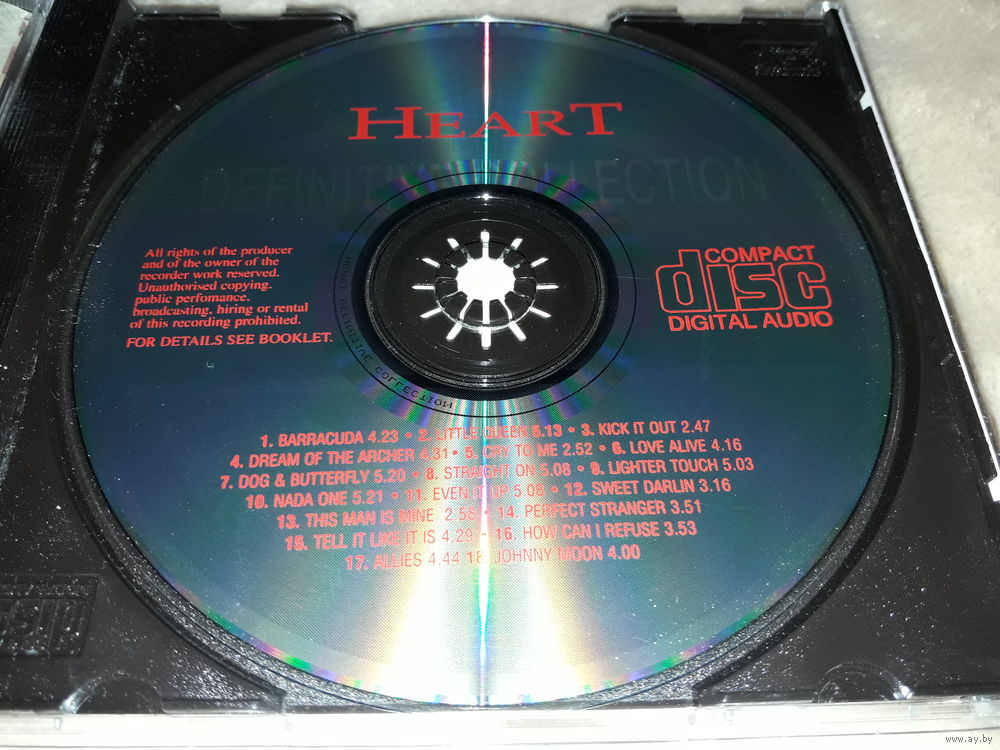 HEART
DEFINITIVE COLLECTION
All rights of the producer
and of the owner of the
recorder work reserved.
Unauthorised copying.
public perfomance.
broadcasting, hiring or rental
of this recording prohibited.
FOR DETAILS SEE BOOKLET.
COMPACT
disc
DIGITAL AUDIO
DEFINITIVE COLLECTION
1. BARRACUDA 4.23 • 2. LITTLE QUEEN 5.13 • 3. KICK IT OUT 2.47
4. DREAM OF THE ARCHER 4.31 • 5. CRY TO ME 2.52 • 6. LOVE ALIVE 4.16
7. DOG & BUTTERFLY 5.20 • 8. STRAIGHT ON 5.08 • 9. LIGHTER TOUCH 5.03
10. NADA ONE 5.21 • 11. EVEN IT UP 5.08 • 12. SWEET DARLIN 3.16
13. THIS MAN IS MINE 2.58 • 14. PERFECT STRANGER 3.51
15. TELL IT LIKE IT IS 4.29 • 16. HOW CAN I REFUSE 3.53
17. ALLIES 4.44 18. JOHNNY MOON 4.00
www.ay.by